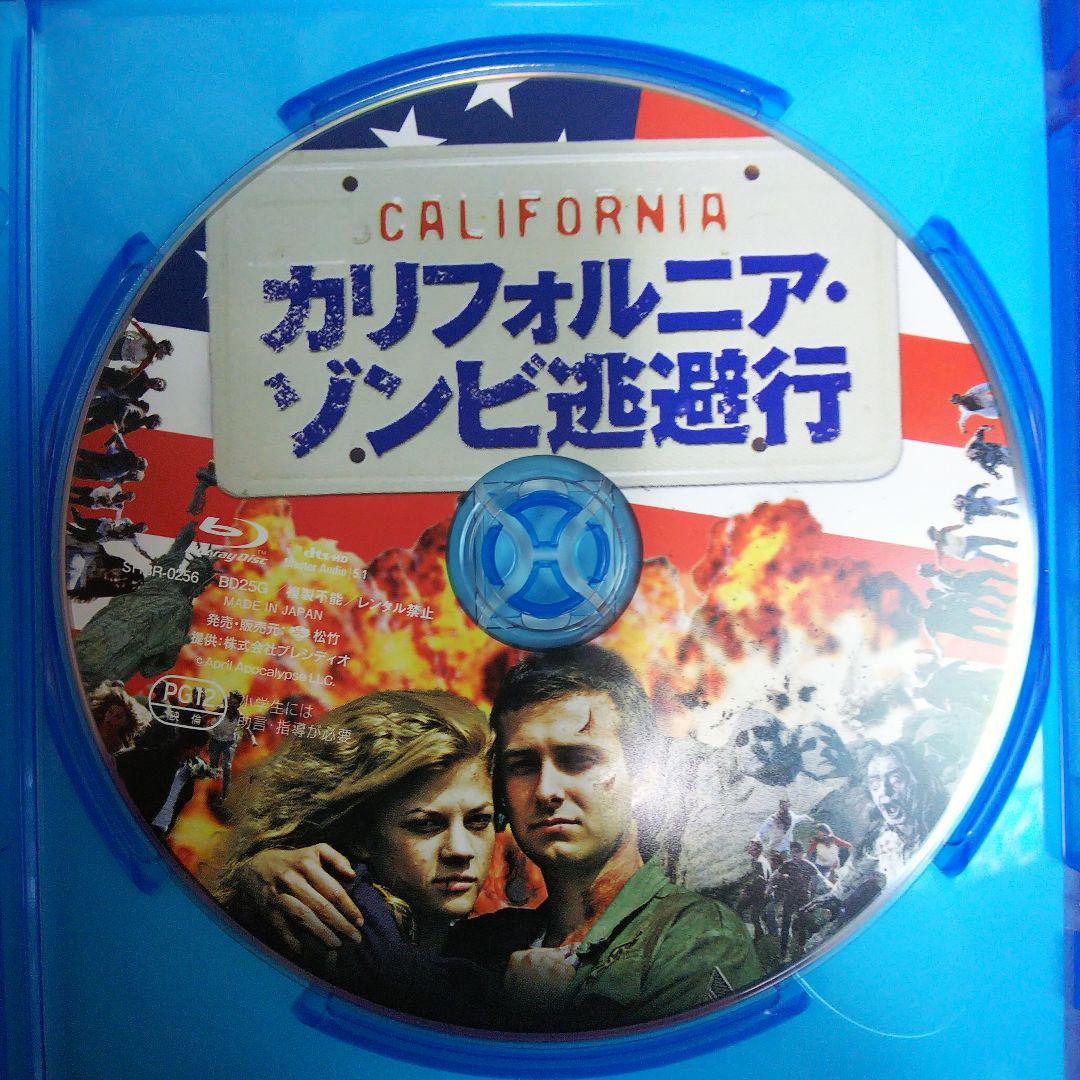 CALIFORNIA
カリフォルニア・
ゾンビ逃避行
Blu-ray Disc™
dts-HD
Master Audio 5.1
BD25G 複製不能/レンタル禁止
MADE IN JAPAN
発売・販売元 松竹
提供:株式会社プレシディオ
©April Apocalypse LLC.
PG12
映倫
小学生には
助言・指導が必要